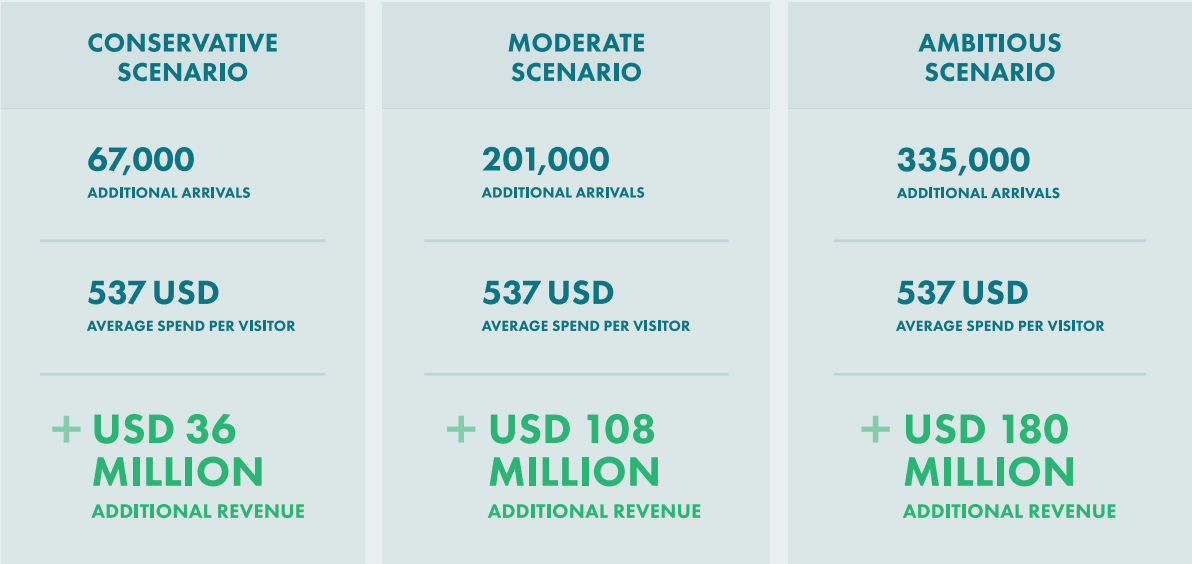 CONSERVATIVE
SCENARIO
67,000
ADDITIONAL ARRIVALS
537 USD
AVERAGE SPEND PER VISITOR
+ USD 36
MILLION
ADDITIONAL REVENUE
MODERATE
SCENARIO
201,000
ADDITIONAL ARRIVALS
537 USD
AVERAGE SPEND PER VISITOR
+ USD 108
MILLION
ADDITIONAL REVENUE
AMBITIOUS
SCENARIO
335,000
ADDITIONAL ARRIVALS
537 USD
AVERAGE SPEND PER VISITOR
+ USD 180
MILLION
ADDITIONAL REVENUE